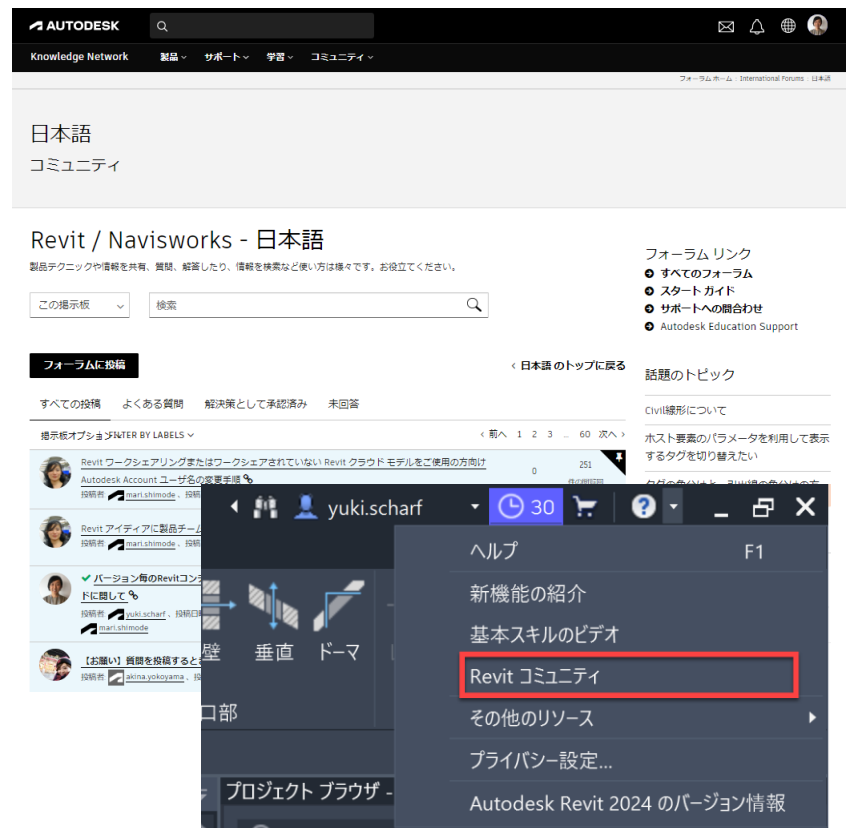 AUTODESK
Knowledge Network 製品 サポート 学習 コミュニティ
フォーラム ホーム : International Forums : 日本語
日本語
コミュニティ
Revit / Navisworks - 日本語
製品テクニックや情報を共有、質問、解答したり、情報を検索など使い方は様々です。お役立てください。
この掲示板 検索
フォーラムに投稿
日本語 のトップに戻る
すべての投稿 よくある質問 解決策として承認済み 未回答
掲示板オプション FILTER BY LABELS
前へ 1 2 3 … 60 次へ
Revit ワークシェアリングまたはワークシェアされていない Revit クラウド モデルをご使用の方向け
Autodesk Account ユーザ名の変更手順
0 251
投稿者 mari.shimode 、投稿
Revit アイディアに製品チーム
投稿者 mari.shimode 、投稿
バージョン毎のRevitコン
ドに関して
投稿者 yuki.scharf 、投稿日
mari.shimode
【お願い】質問を投稿すると
投稿者 akina.yokoyama 、投
フォーラム リンク
すべてのフォーラム
スタート ガイド
サポートへの問合わせ
Autodesk Education Support
話題のトピック
Civil線形について
ホスト要素のパラメータを利用して表示
するタグを切り替えたい
yuki.scharf 30
ヘルプ F1
新機能の紹介
基本スキルのビデオ
Revit コミュニティ
その他のリソース
プライバシー設定...
Autodesk Revit 2024 のバージョン情報
壁 垂直 ドーマ
口部
プロジェクト ブラウザ -